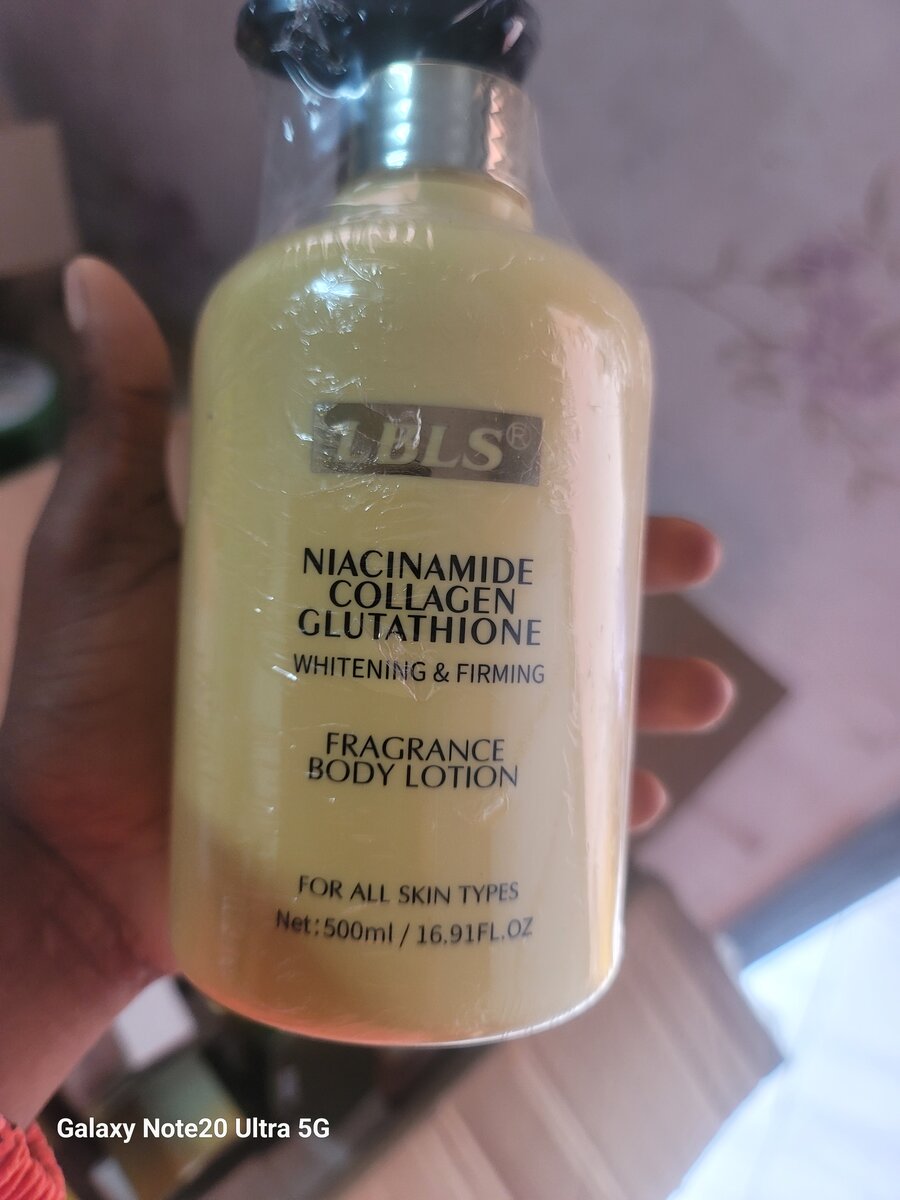 LBLS®
NIACINAMIDE
COLLAGEN
GLUTATHIONE
WHITENING & FIRMING
FRAGRANCE
BODY LOTION
FOR ALL SKIN TYPES
Net:500ml / 16.91FL.OZ
Galaxy Note20 Ultra 5G